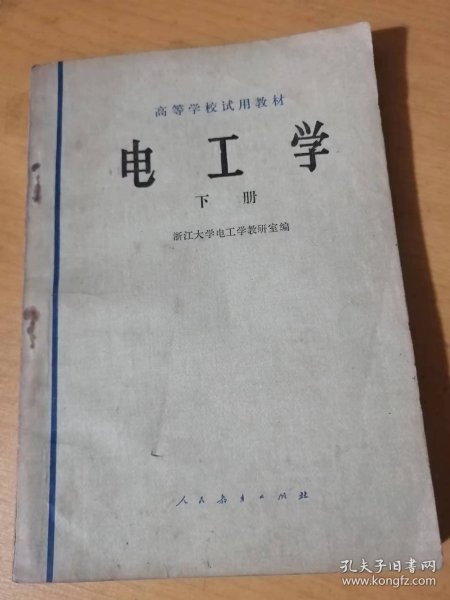 高等学校试用教材
电工学
下册
浙江大学电工学教研室编
人民教育出版社
孔夫子旧书网
www.kongfz.com